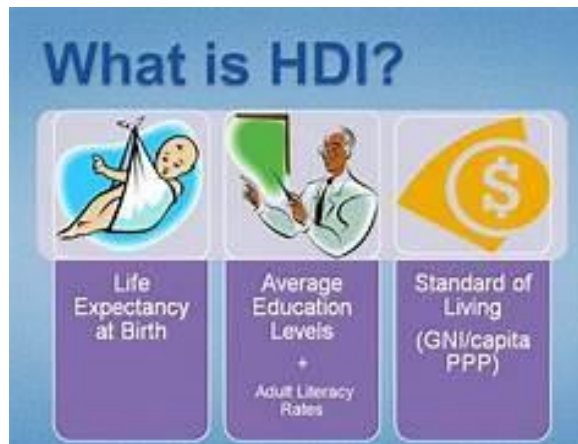 What is HDI?
Life
Expectancy
at Birth
Average
Education
Levels
+
Adult Literacy
Rates
Standard of
Living
(GNI/capita
PPP)
$